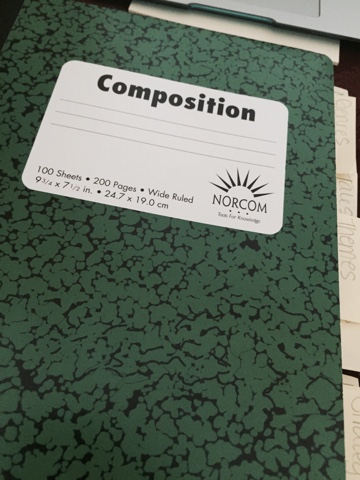 Composition
100 Sheets • 200 Pages • Wide Ruled
9 3/4 x 7 1/2 in. • 24.7 x 19.0 cm
NORCOM
Tools For Knowledge